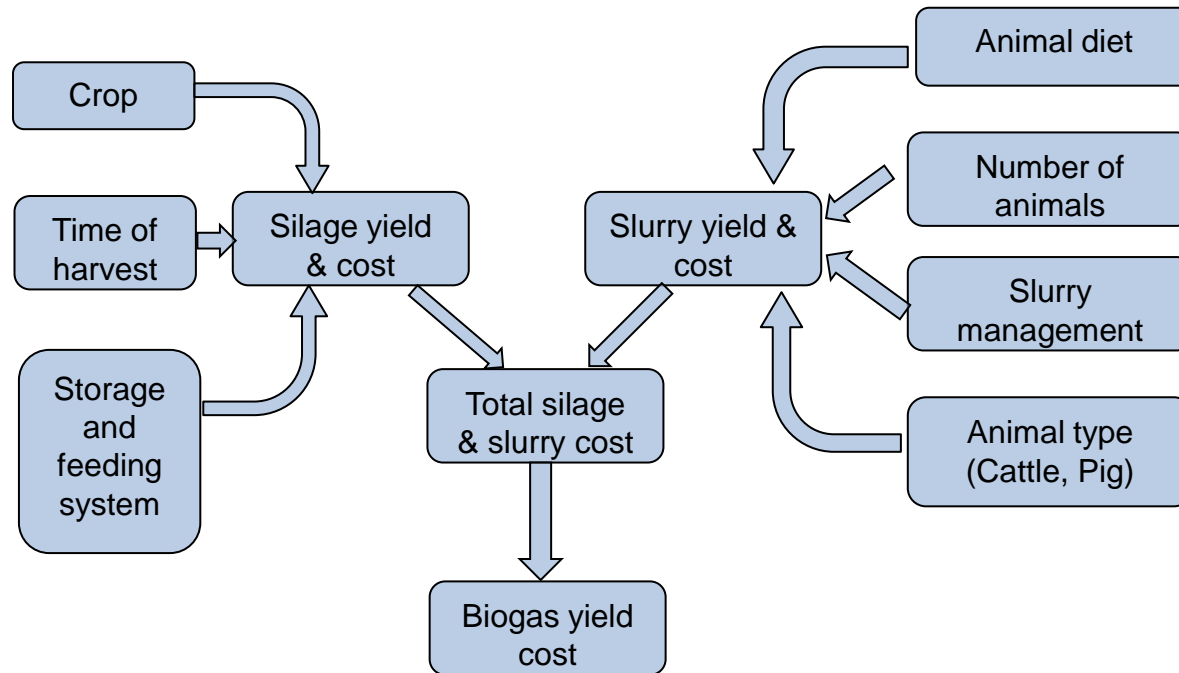 Animal diet
Crop
Number of
animals
Time of
harvest
Silage yield
& cost
Slurry yield &
cost
Slurry
management
Storage
and
feeding
system
Total silage
& slurry cost
Animal type
(Cattle, Pig)
Biogas yield
cost